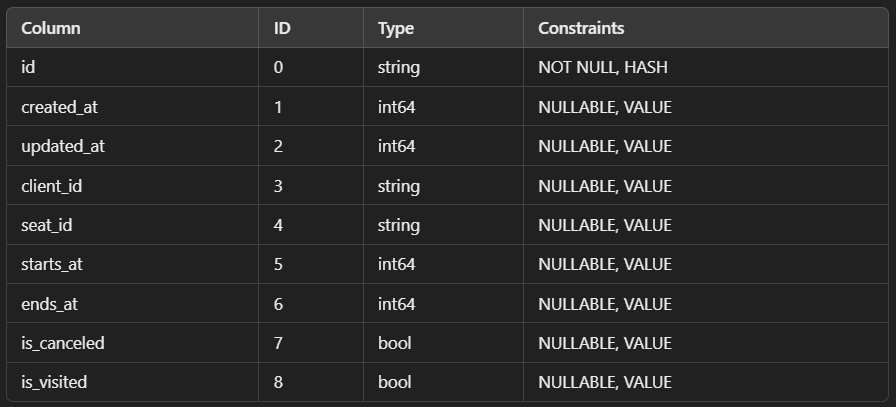 Column ID Type Constraints
id 0 string NOT NULL, HASH
created_at 1 int64 NULLABLE, VALUE
updated_at 2 int64 NULLABLE, VALUE
client_id 3 string NULLABLE, VALUE
seat_id 4 string NULLABLE, VALUE
starts_at 5 int64 NULLABLE, VALUE
ends_at 6 int64 NULLABLE, VALUE
is_canceled 7 bool NULLABLE, VALUE
is_visited 8 bool NULLABLE, VALUE